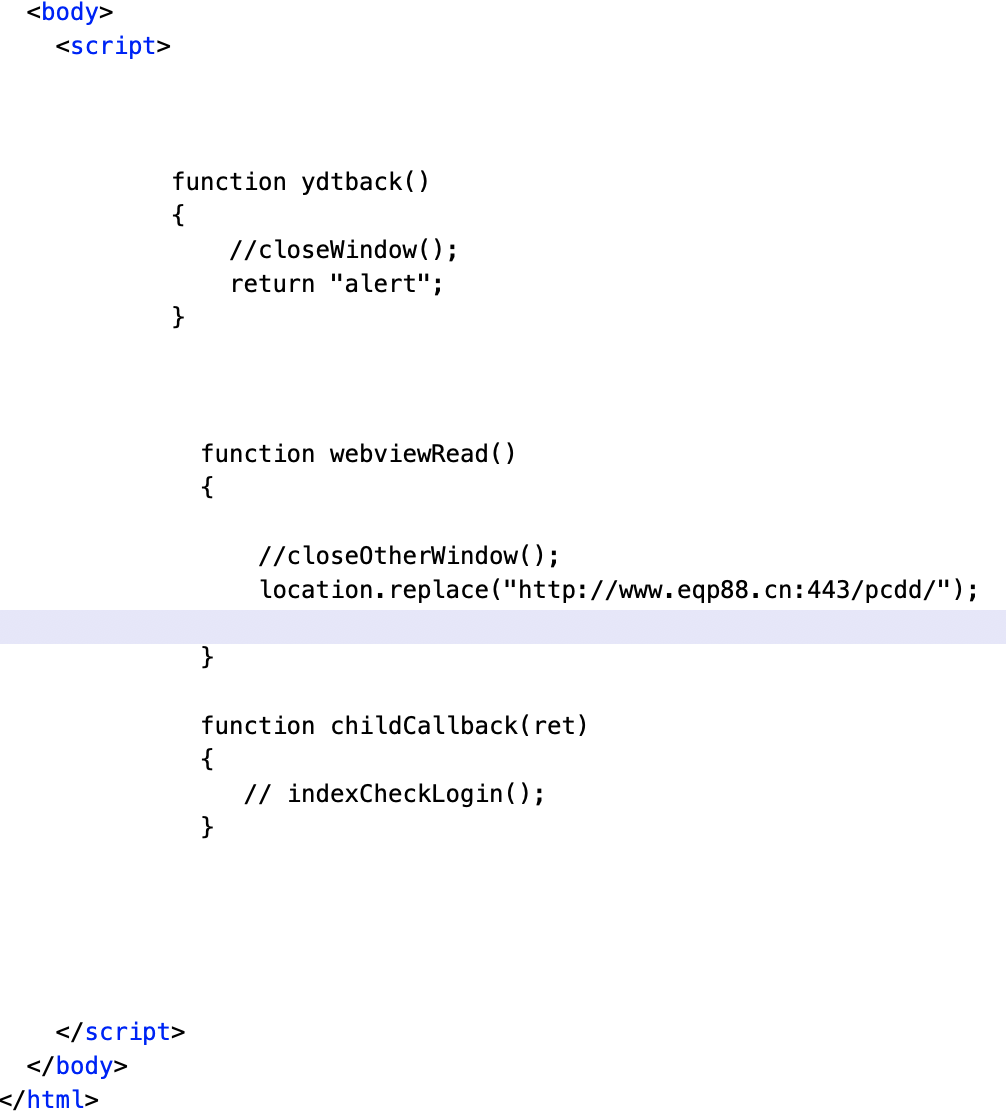 <body>
<script>
function ydtback()
{
//closeWindow();
return "alert";
}
function webviewRead()
{
//closeOtherWindow();
location.replace("http://www.eqp88.cn:443/pcdd/");
}
function childCallback(ret)
{
// indexCheckLogin();
}
</script>
</body>
</html>